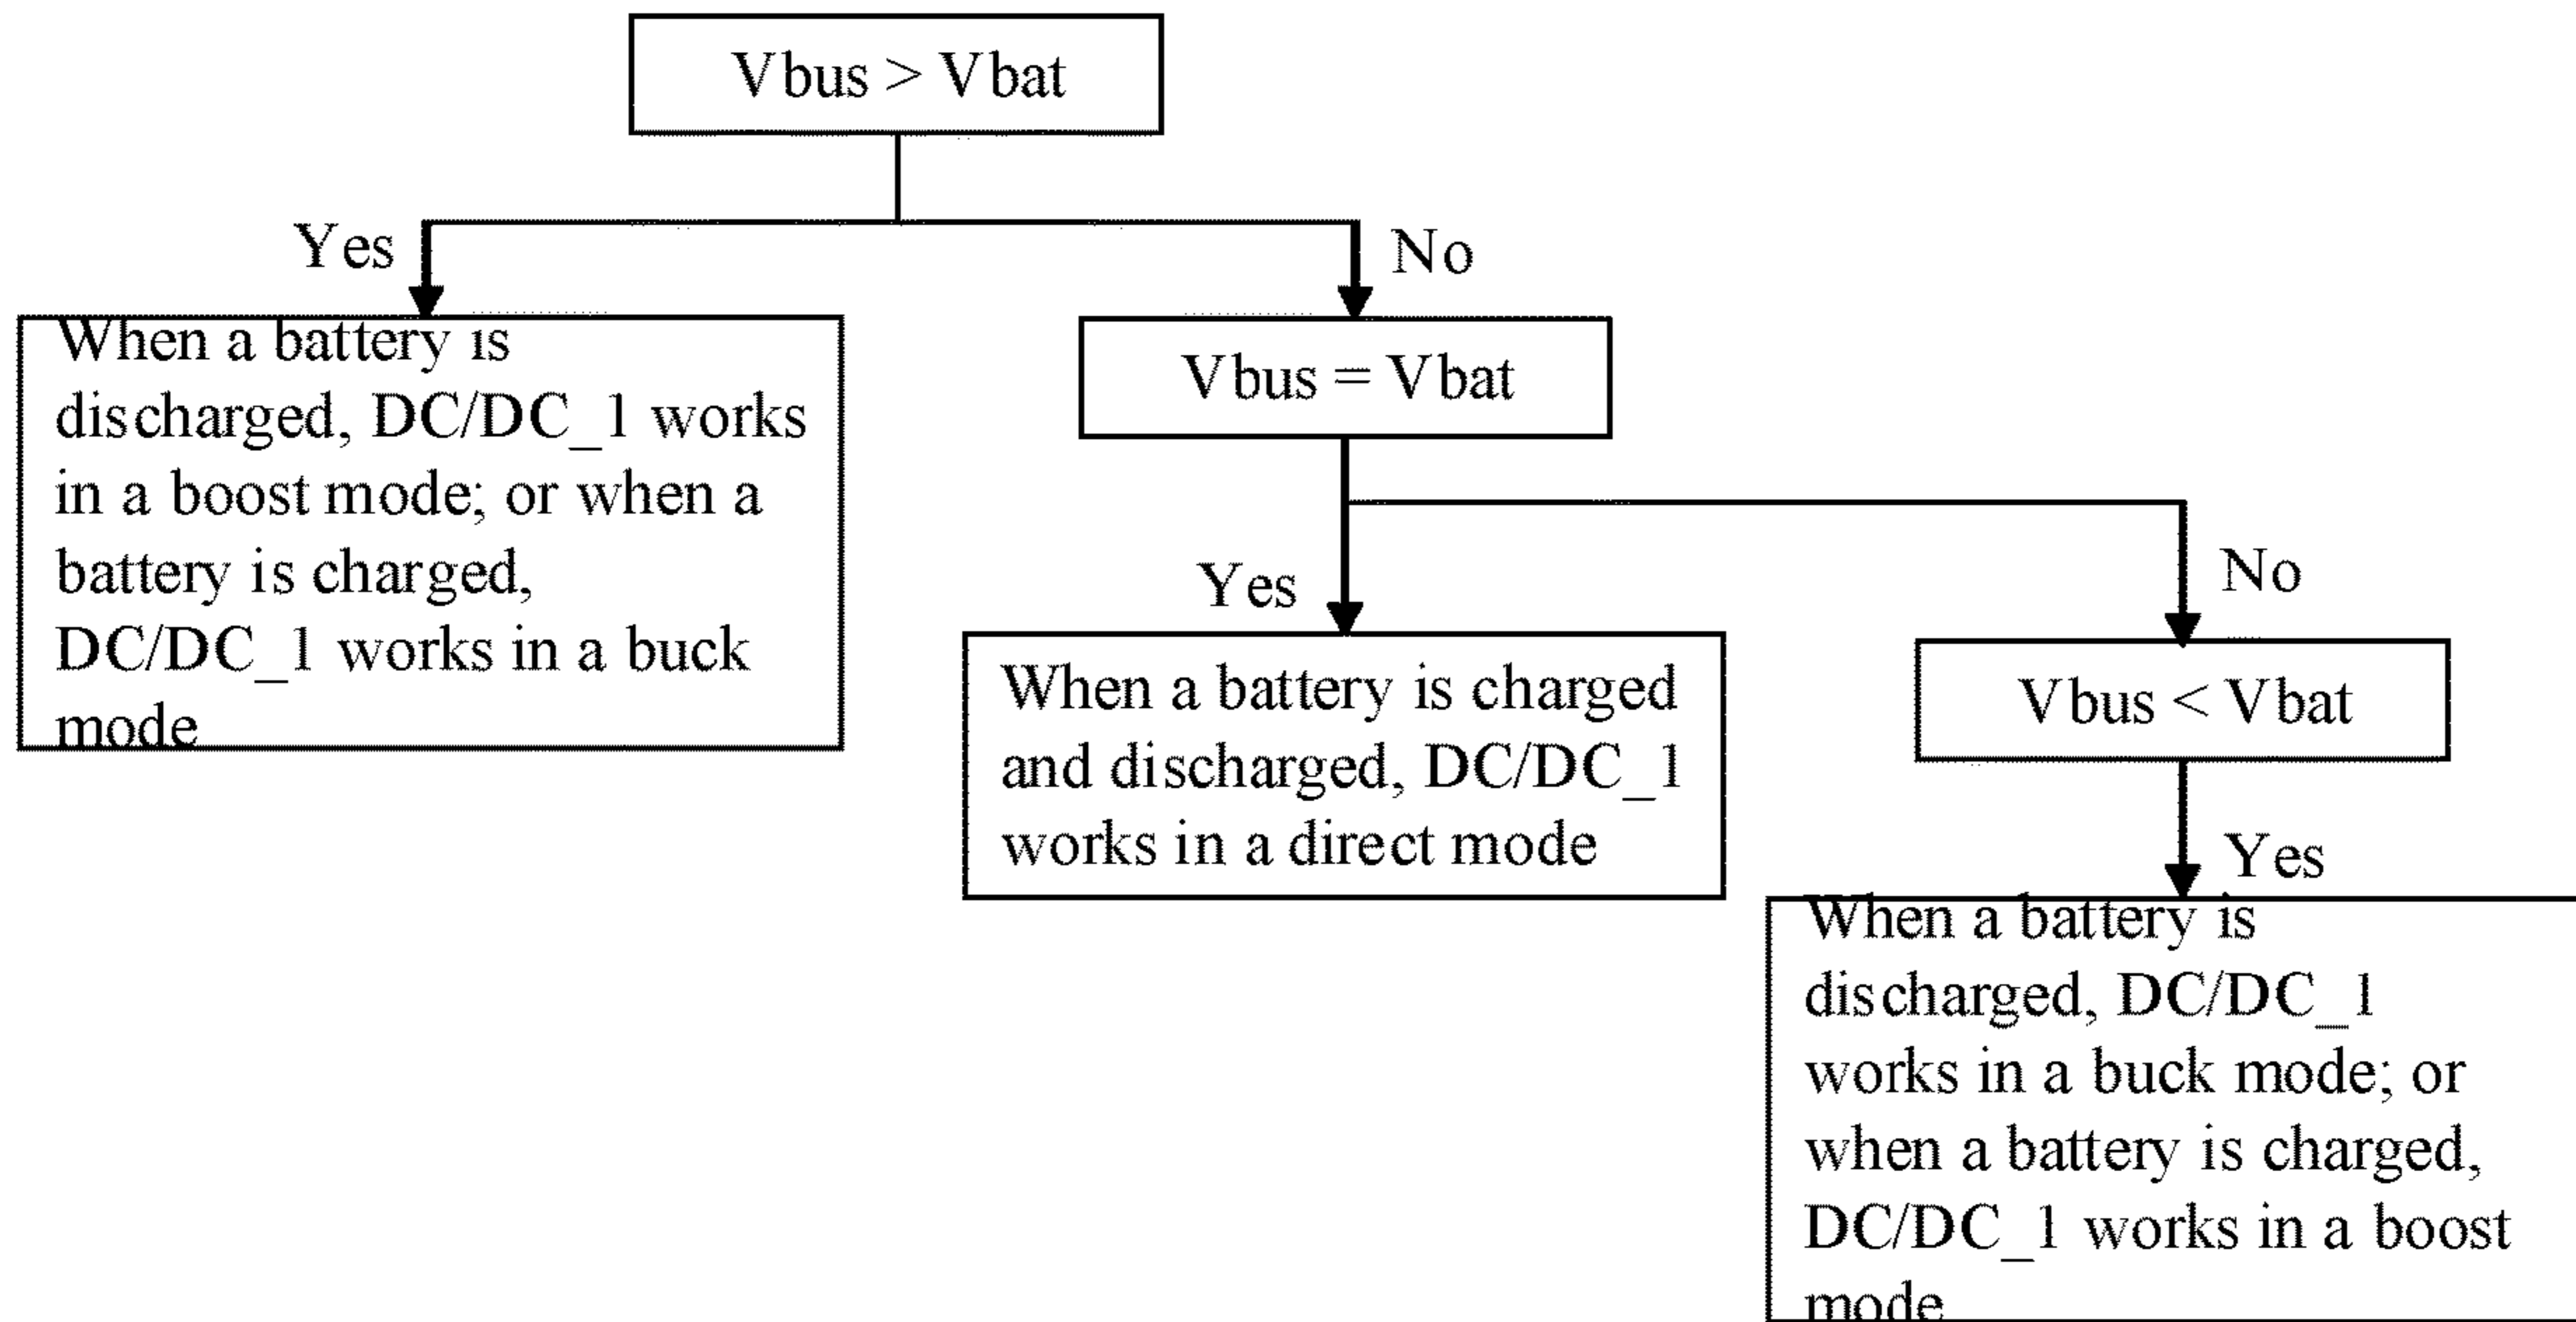 Vbus > Vbat
Yes
No
When a battery is
discharged, DC/DC_1 works
in a boost mode; or when a
battery is charged,
DC/DC_1 works in a buck
mode
Vbus = Vbat
Yes
No
When a battery is charged
and discharged, DC/DC_1
works in a direct mode
Vbus < Vbat
Yes
When a battery is
discharged, DC/DC_1
works in a buck mode; or
when a battery is charged,
DC/DC_1 works in a boost
mode